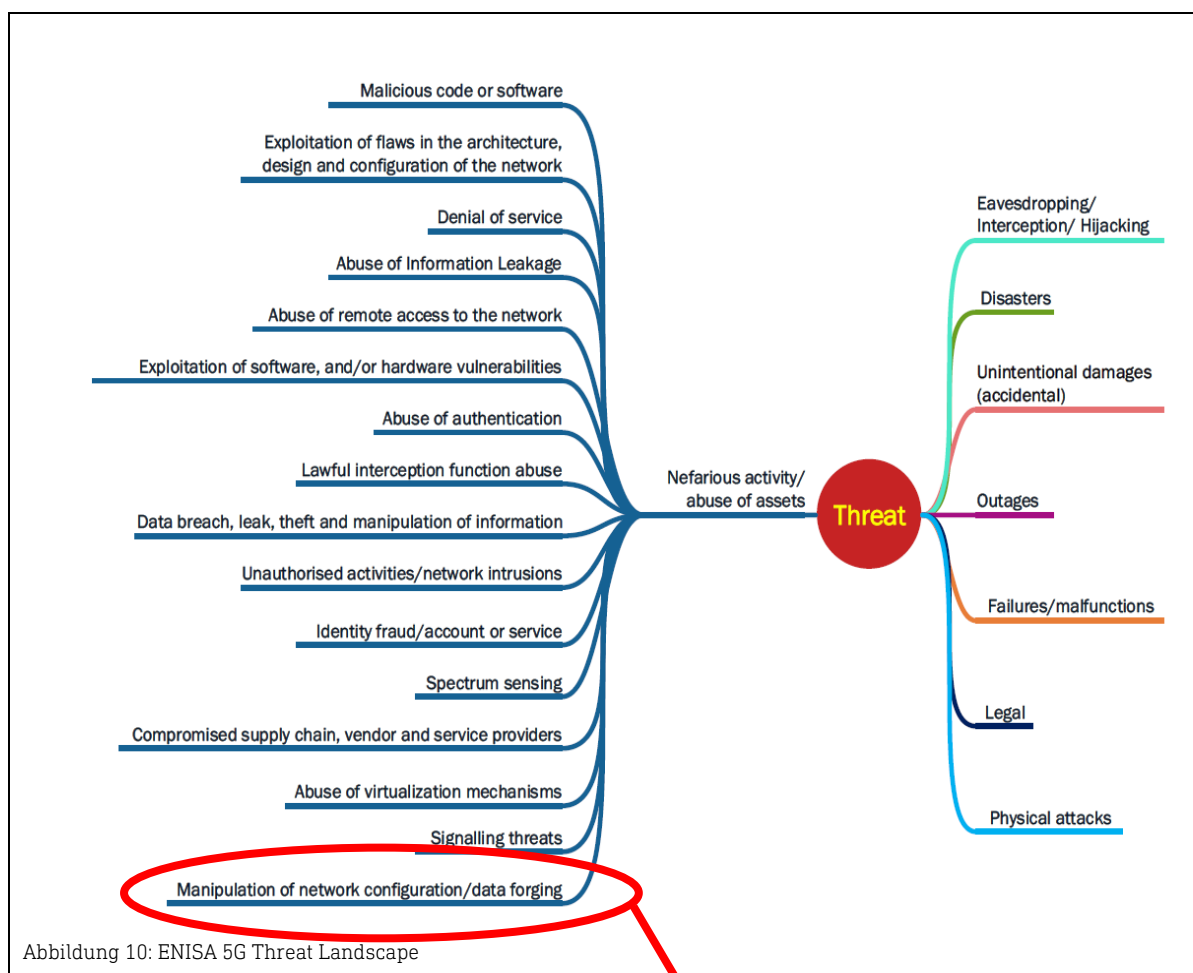 Malicious code or software
Exploitation of flaws in the architecture,
design and configuration of the network
Denial of service
Abuse of Information Leakage
Abuse of remote access to the network
Exploitation of software, and/or hardware vulnerabilities
Abuse of authentication
Lawful interception function abuse
Data breach, leak, theft and manipulation of information
Unauthorised activities/network intrusions
Identity fraud/account or service
Spectrum sensing
Compromised supply chain, vendor and service providers
Abuse of virtualization mechanisms
Signalling threats
Manipulation of network configuration/data forging
Nefarious activity/
abuse of assets
Threat
Eavesdropping/
Interception/ Hijacking
Disasters
Unintentional damages
(accidental)
Outages
Failures/malfunctions
Legal
Physical attacks
Abbildung 10: ENISA 5G Threat Landscape